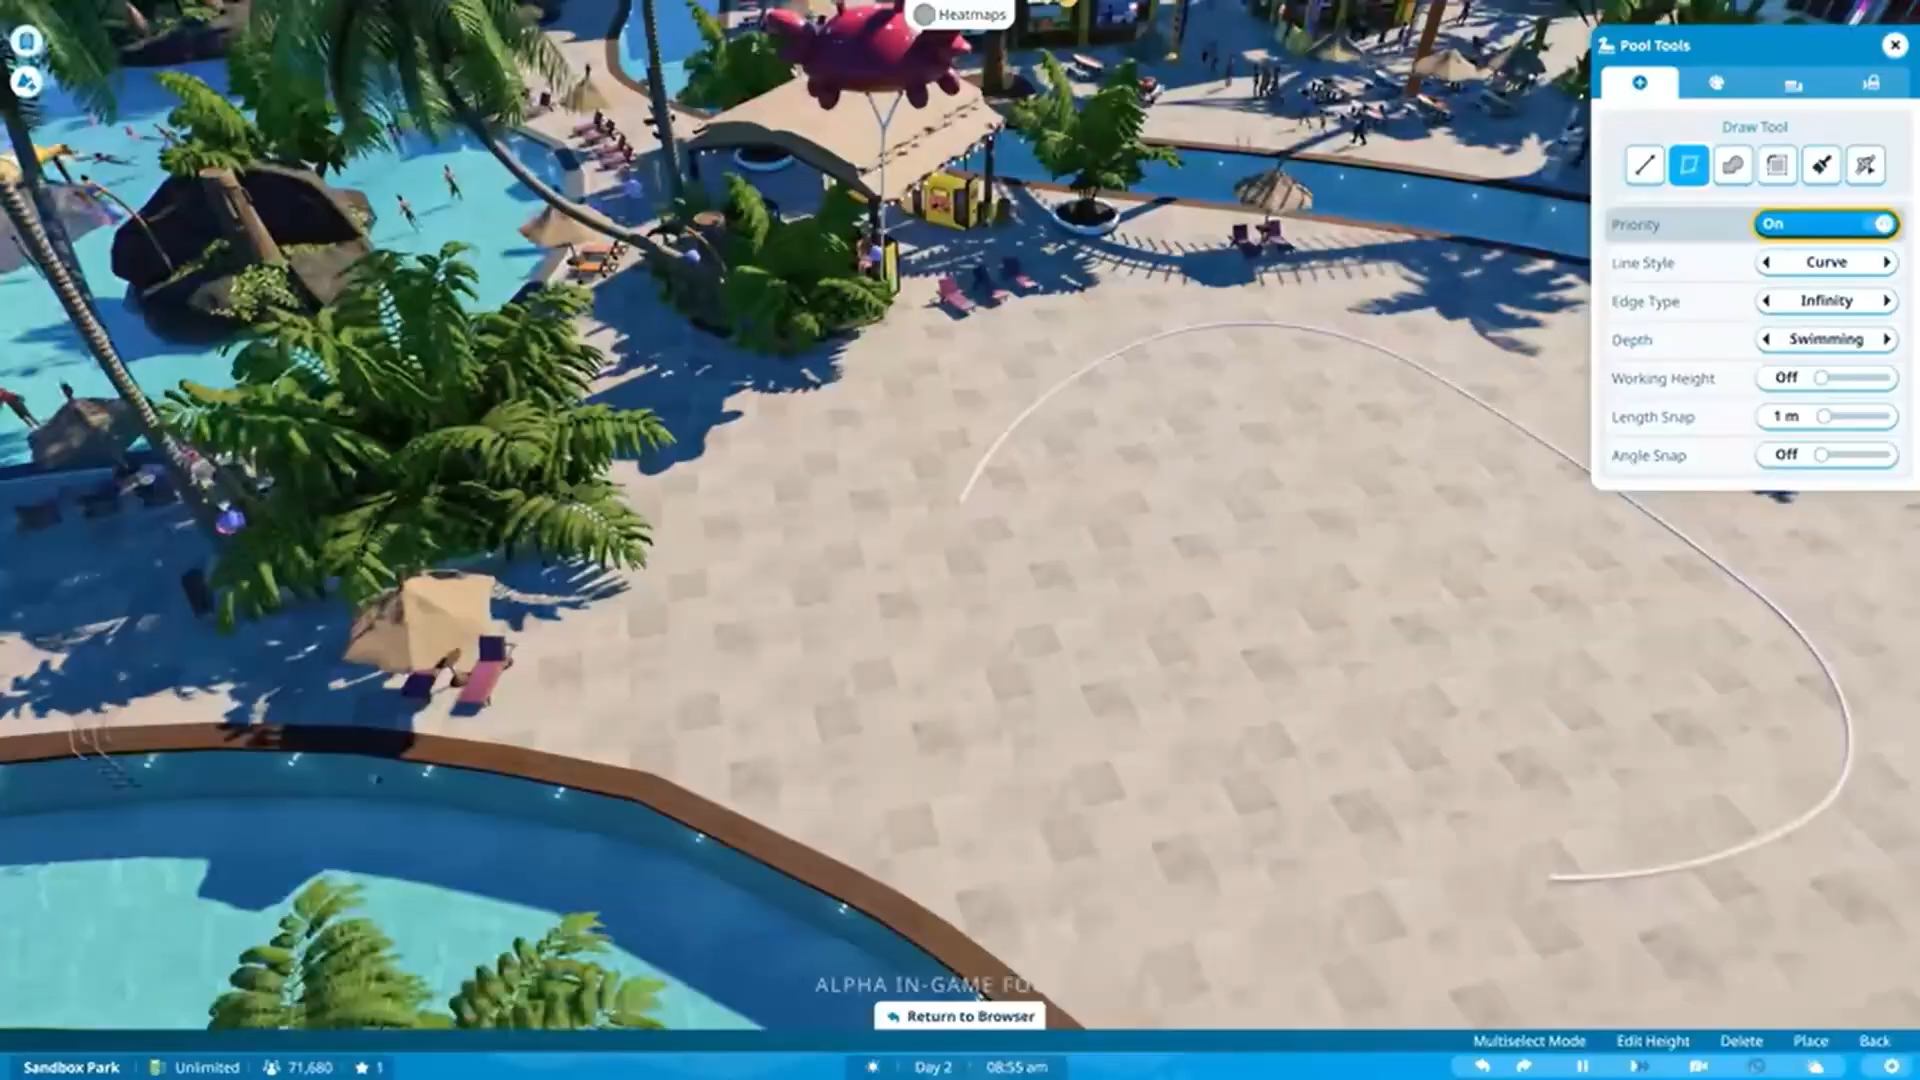 Heatmaps
Pool Tools
Draw Tool
Priority On
Line Style Curve
Edge Type Infinity
Depth Swimming
Working Height Off
Length Snap 1 m
Angle Snap Off
ALPHA IN-GAME
Return to Browser
Multiselect Mode Edit Height Delete Place Back
Sandbox Park Unlimited 71,680 1 Day 2 08:55 am